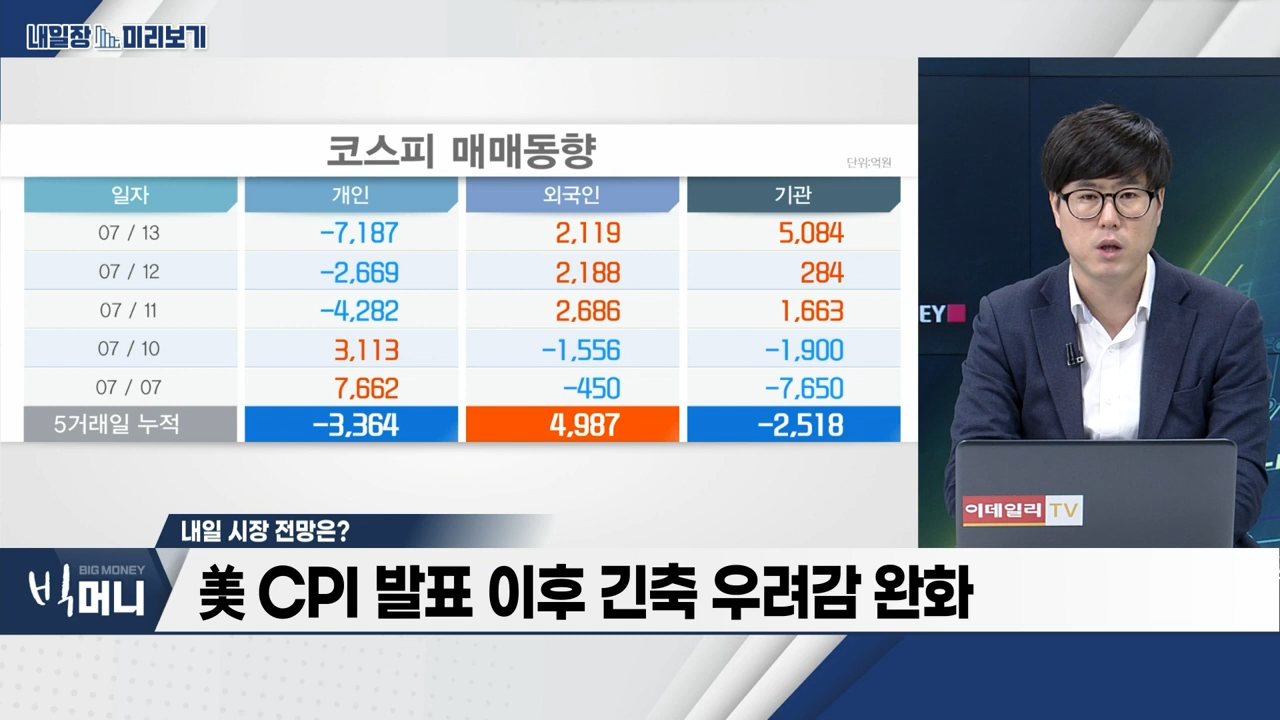 내일장 미리보기
코스피 매매동향
단위:억원
일자 개인 외국인 기관
07 / 13 -7,187 2,119 5,084
07 / 12 -2,669 2,188 284
07 / 11 -4,282 2,686 1,663
07 / 10 3,113 -1,556 -1,900
07 / 07 7,662 -450 -7,650
5거래일 누적 -3,364 4,987 -2,518
EY
이데일리 TV
내일 시장 전망은?
BIG MONEY
빅머니
美 CPI 발표 이후 긴축 우려감 완화